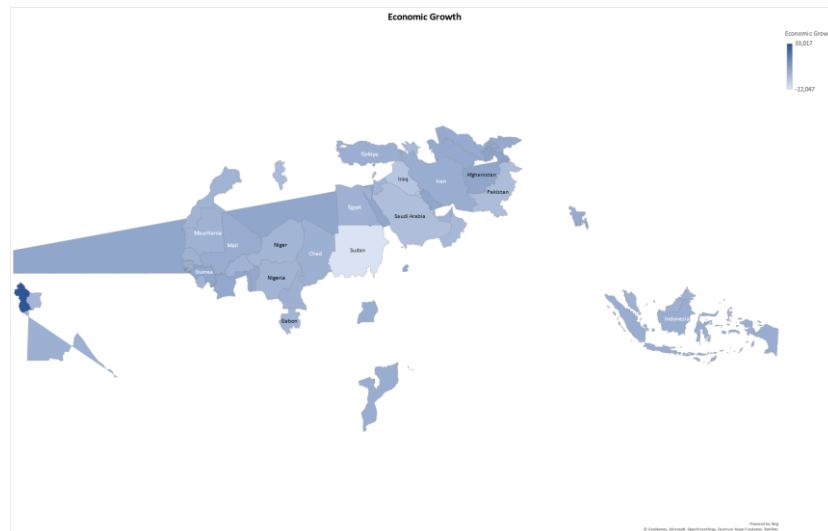 Economic Growth
Economic Grow
30,017
-12,047
Türkiye
Iraq
Iran
Afghanistan
Pakistan
Egypt
Saudi Arabia
Mauritania
Mali
Niger
Chad
Sudan
Guinea
Nigeria
Gabon
Indonesia
Powered by Bing
© GeoNames, Microsoft, OpenStreetMap, Overture Maps Fundation, TomTom